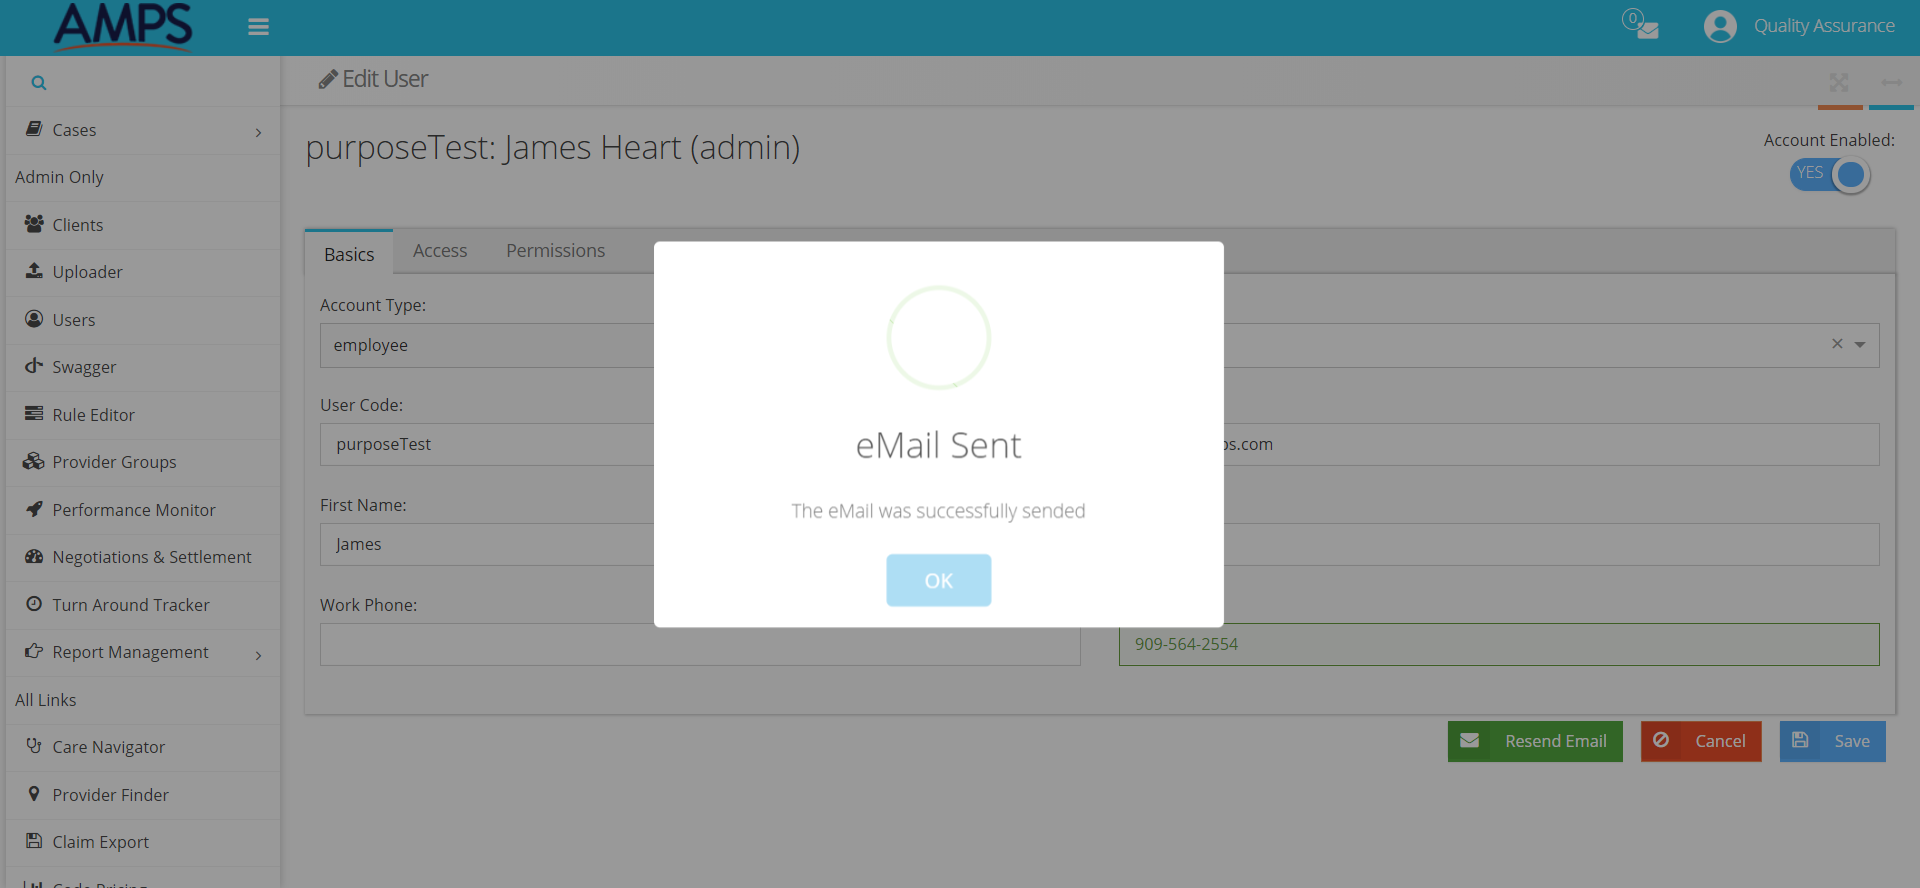 AMPS
0
Quality Assurance
Edit User
Cases
Admin Only
Clients
Uploader
Users
Swagger
Rule Editor
Provider Groups
Performance Monitor
Negotiations & Settlement
Turn Around Tracker
Report Management
All Links
Care Navigator
Provider Finder
Claim Export
purposeTest: James Heart (admin)
Account Enabled:
YES
Basics
Access
Permissions
Account Type:
employee
User Code:
purposeTest
First Name:
James
Work Phone:
909-564-2554
eMail Sent
The eMail was successfully sended
OK
Resend Email
Cancel
Save